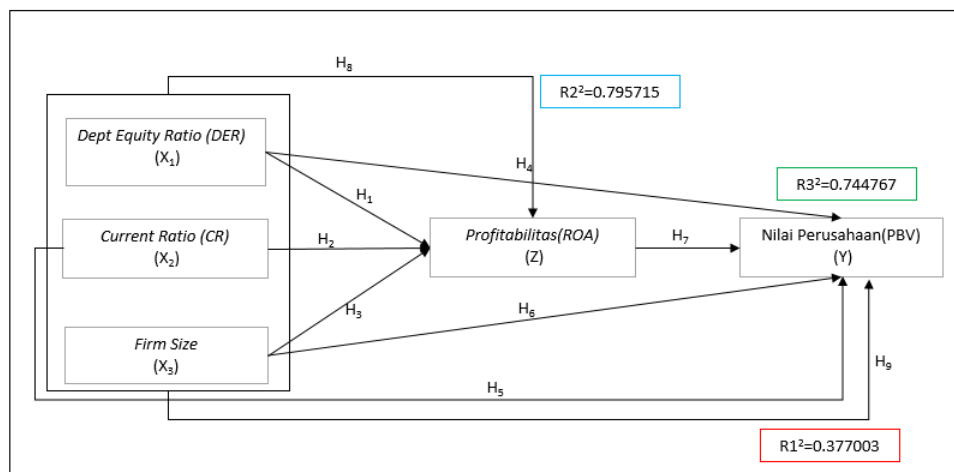 H₈
R2²=0.795715
Dept Equity Ratio (DER)
(X₁)
H₄
R3²=0.744767
H₁
Current Ratio (CR)
(X₂)
H₂
Profitabilitas(ROA)
(Z)
H₇
Nilai Perusahaan(PBV)
(Y)
H₃
H₆
Firm Size
(X₃)
H₉
H₅
R1²=0.377003